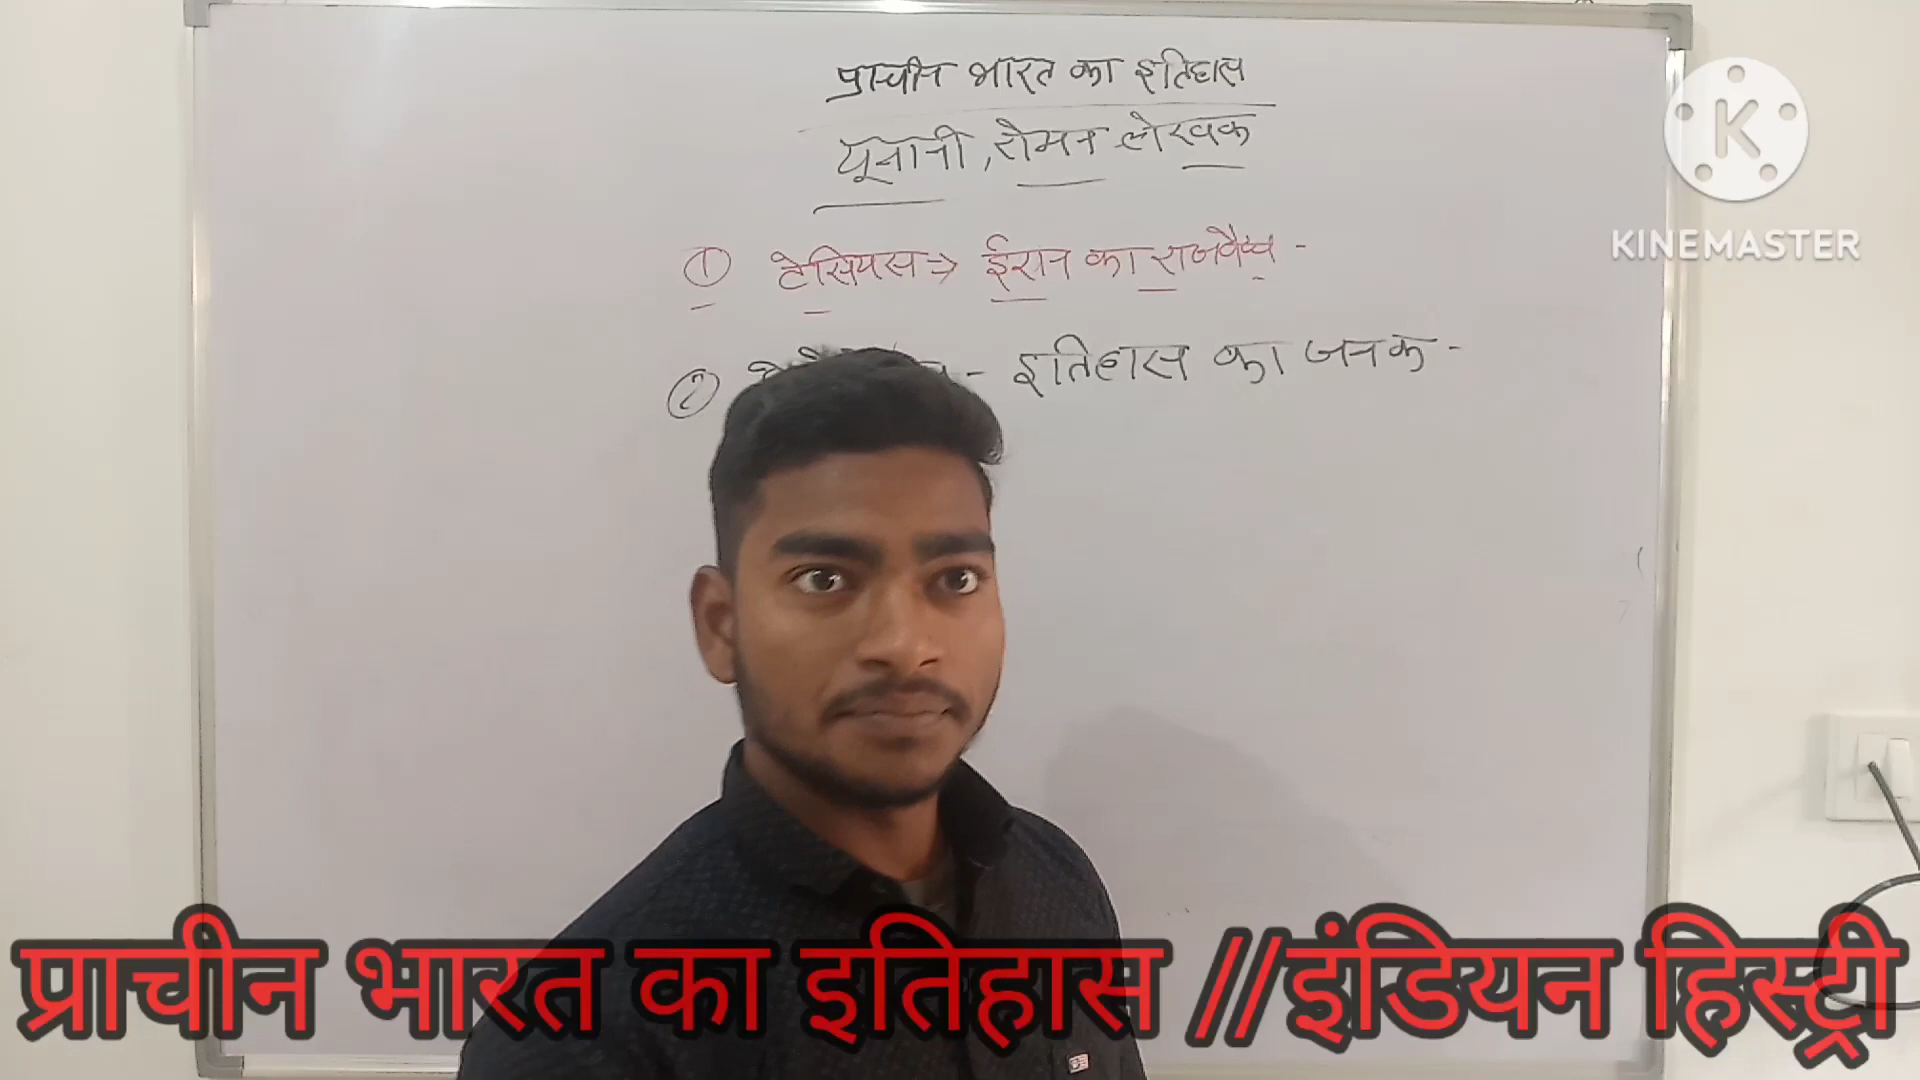 प्राचीन भारत का इतिहास
यूनानी, रोमन लेखक
① टेसियस → ईरान का राजवैध्य -
② - इतिहास का जनक -
K
KINEMASTER
प्राचीन भारत का इतिहास //इंडियन हिस्ट्री